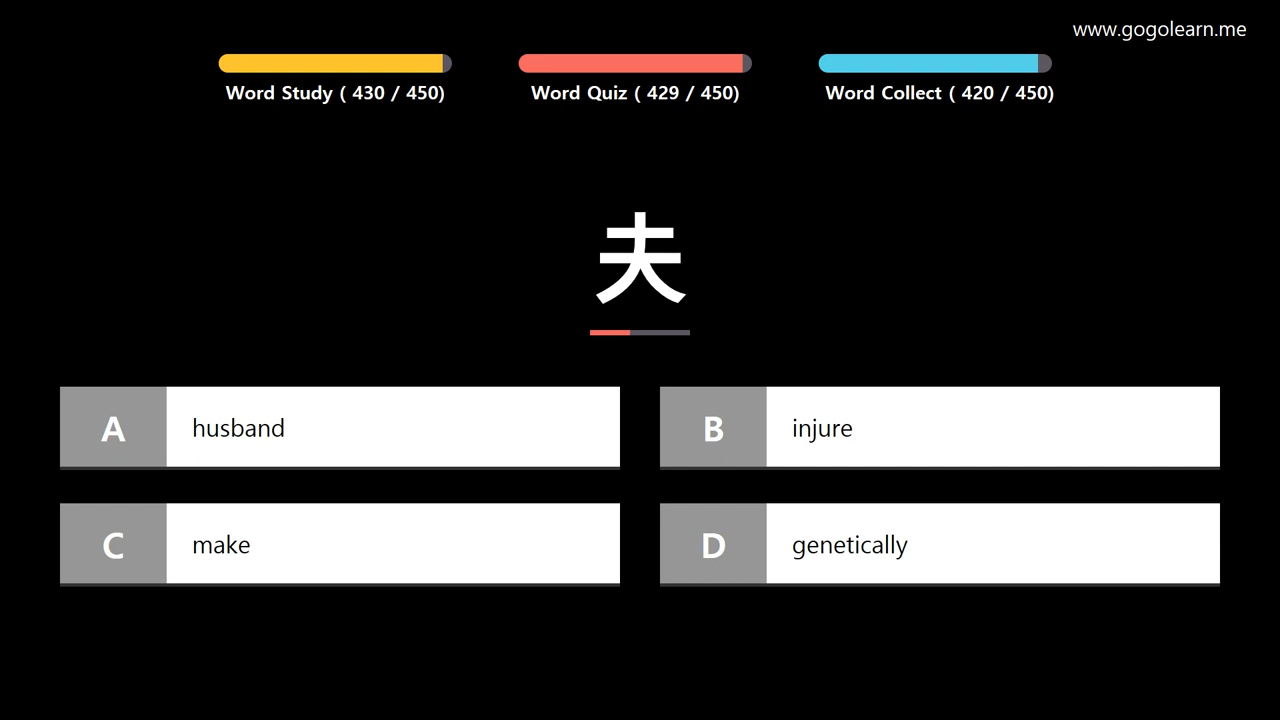 www.gogolearn.me
Word Study ( 430 / 450)
Word Quiz ( 429 / 450)
Word Collect ( 420 / 450)
夫
A husband
B injure
C make
D genetically